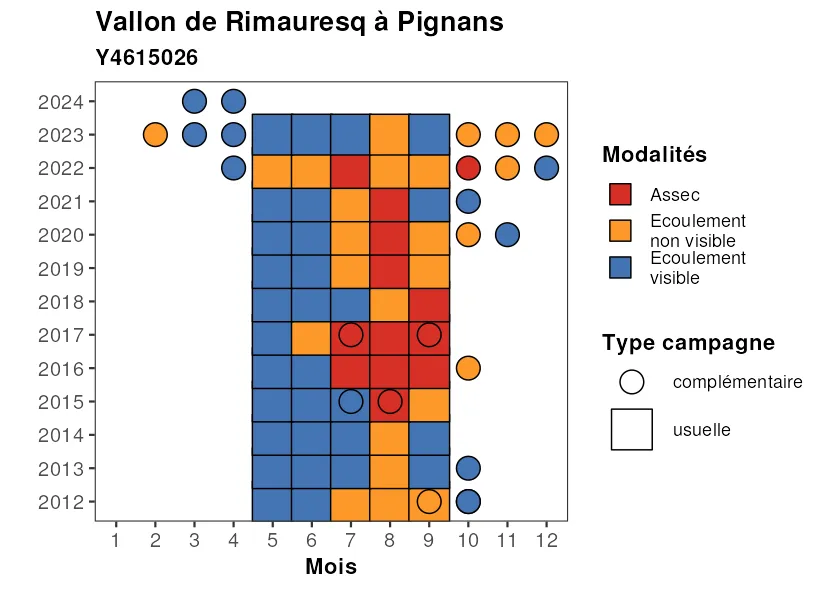 Vallon de Rimauresq à Pignans
Y4615026
2024
2023
2022
2021
2020
2019
2018
2017
2016
2015
2014
2013
2012
1 2 3 4 5 6 7 8 9 10 11 12
Mois
Modalités
Assec
Ecoulement
non visible
Ecoulement
visible
Type campagne
complémentaire
usuelle